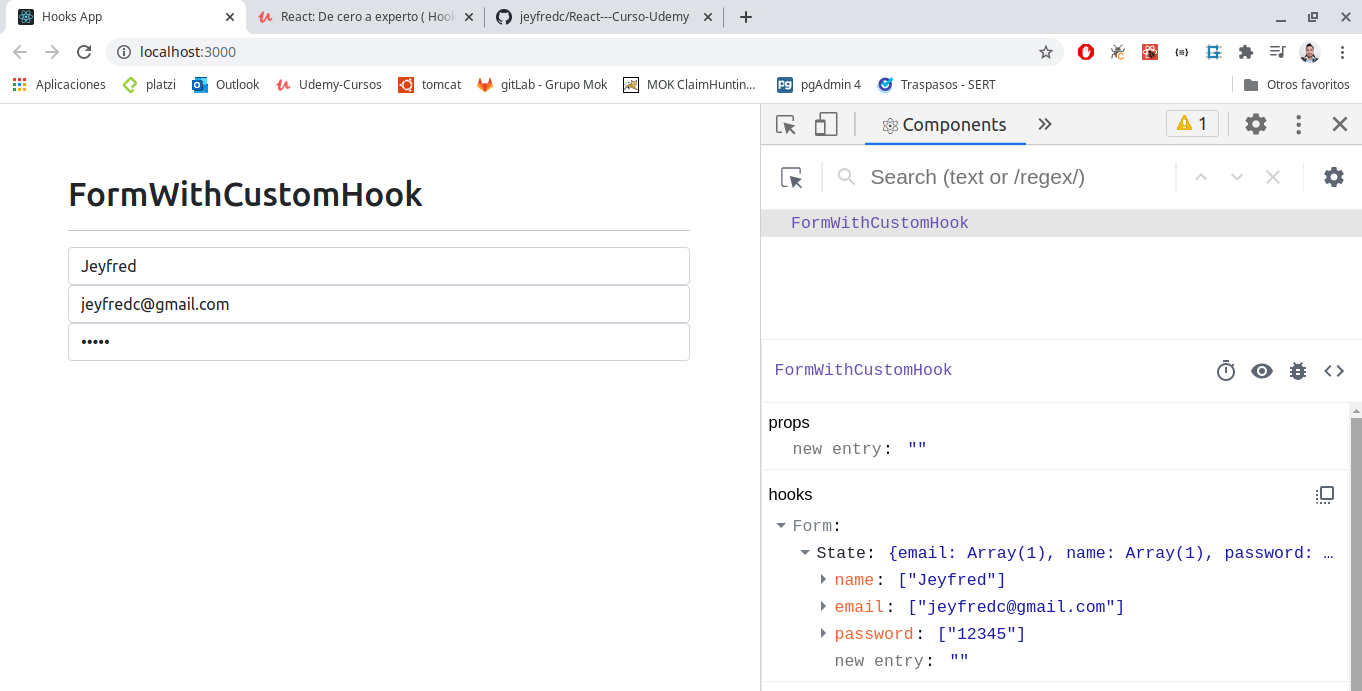 Hooks App
React: De cero a experto ( Hook
jeyfredc/React---Curso-Udemy
localhost:3000
Aplicaciones
platzi
Outlook
Udemy-Cursos
tomcat
gitLab - Grupo Mok
MOK ClaimHuntin...
pg
pgAdmin 4
Traspasos - SERT
Otros favoritos
FormWithCustomHook
Jeyfred
jeyfredc@gmail.com
•••••
Components
1
Search (text or /regex/)
FormWithCustomHook
FormWithCustomHook
props
new entry: ""
hooks
Form:
State: {email: Array(1), name: Array(1), password: …
name: ["Jeyfred"]
email: ["jeyfredc@gmail.com"]
password: ["12345"]
new entry: ""